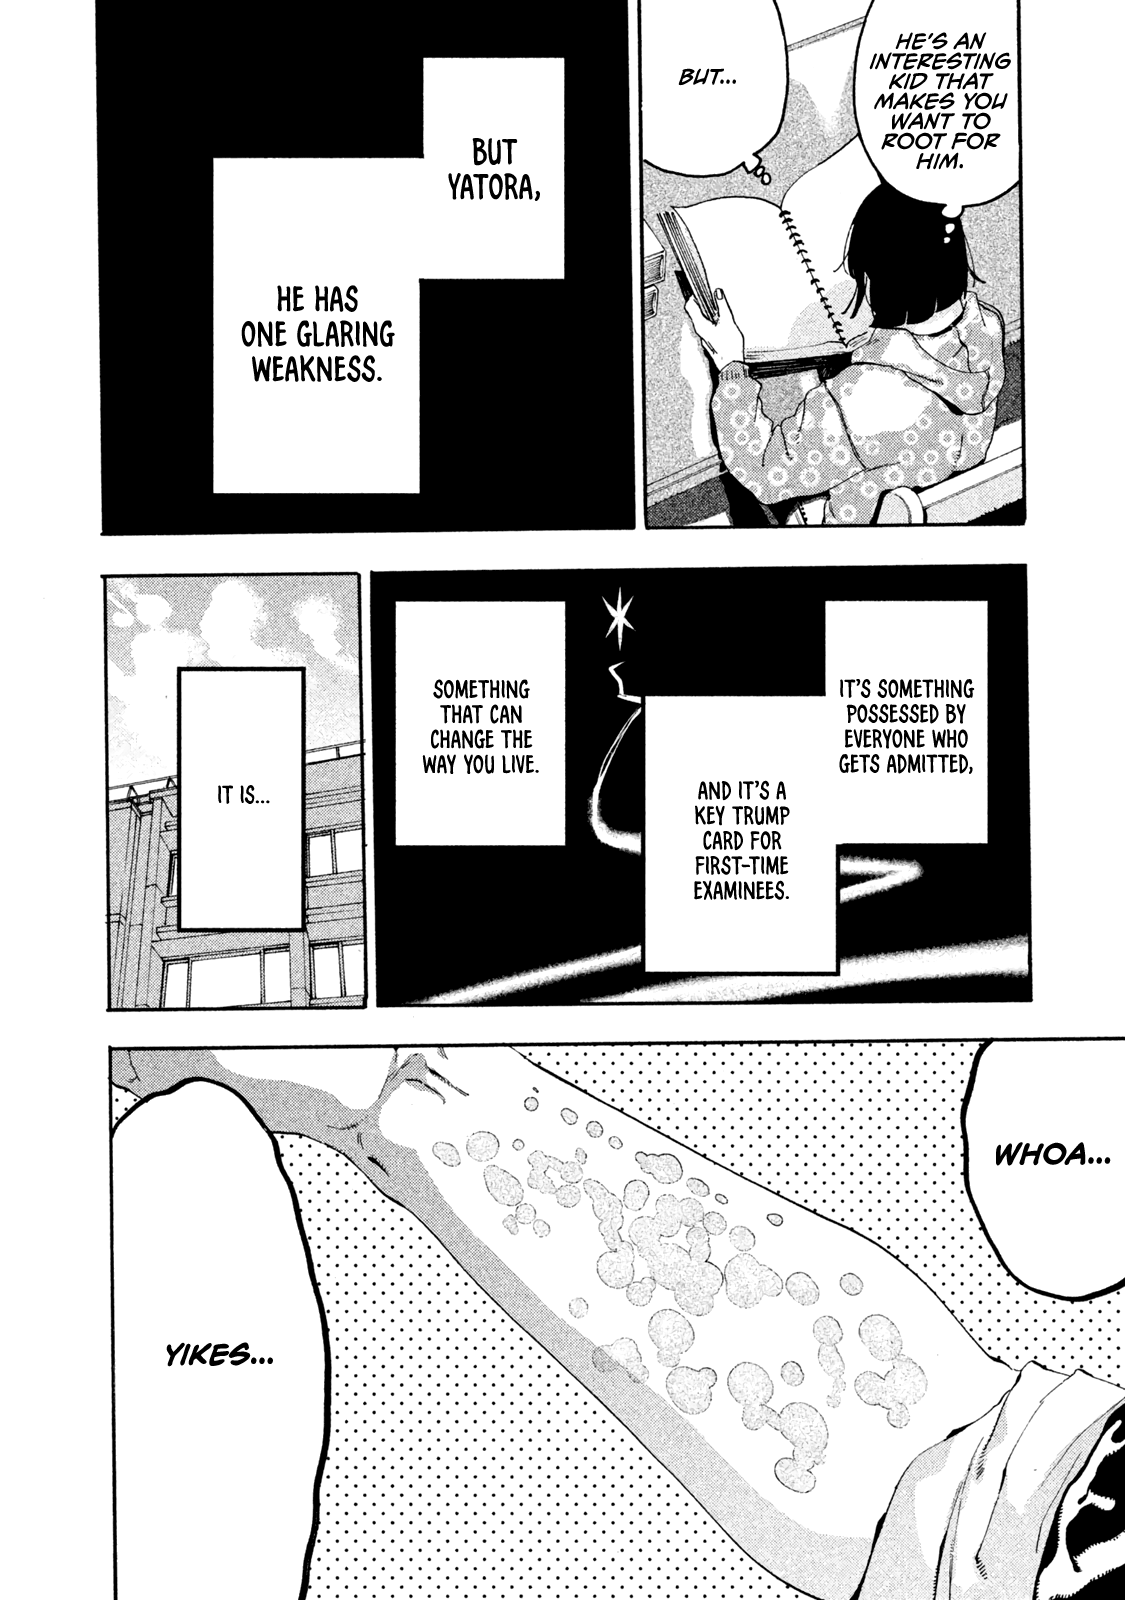 HE'S AN
INTERESTING
KID THAT
MAKES YOU
WANT TO
ROOT FOR
HIM.
BUT...
BUT
YATORA,
HE HAS
ONE GLARING
WEAKNESS.
IT'S SOMETHING
POSSESSED BY
EVERYONE WHO
GETS ADMITTED,
AND IT'S A
KEY TRUMP
CARD FOR
FIRST-TIME
EXAMINEES.
SOMETHING
THAT CAN
CHANGE THE
WAY YOU LIVE.
IT IS...
WHOA...
YIKES...